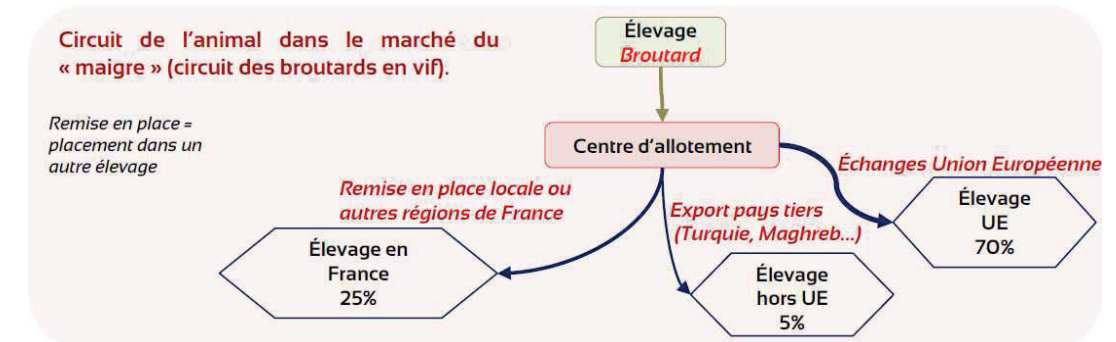 Circuit de l'animal dans le marché du
« maigre » (circuit des broutards en vif).
Élevage
Broutard
Remise en place =
placement dans un
autre élevage
Centre d'allotement
Échanges Union Européenne
Remise en place locale ou
autres régions de France
Export pays tiers
(Turquie, Maghreb...)
Élevage
UE
70%
Élevage en
France
25%
Élevage
hors UE
5%